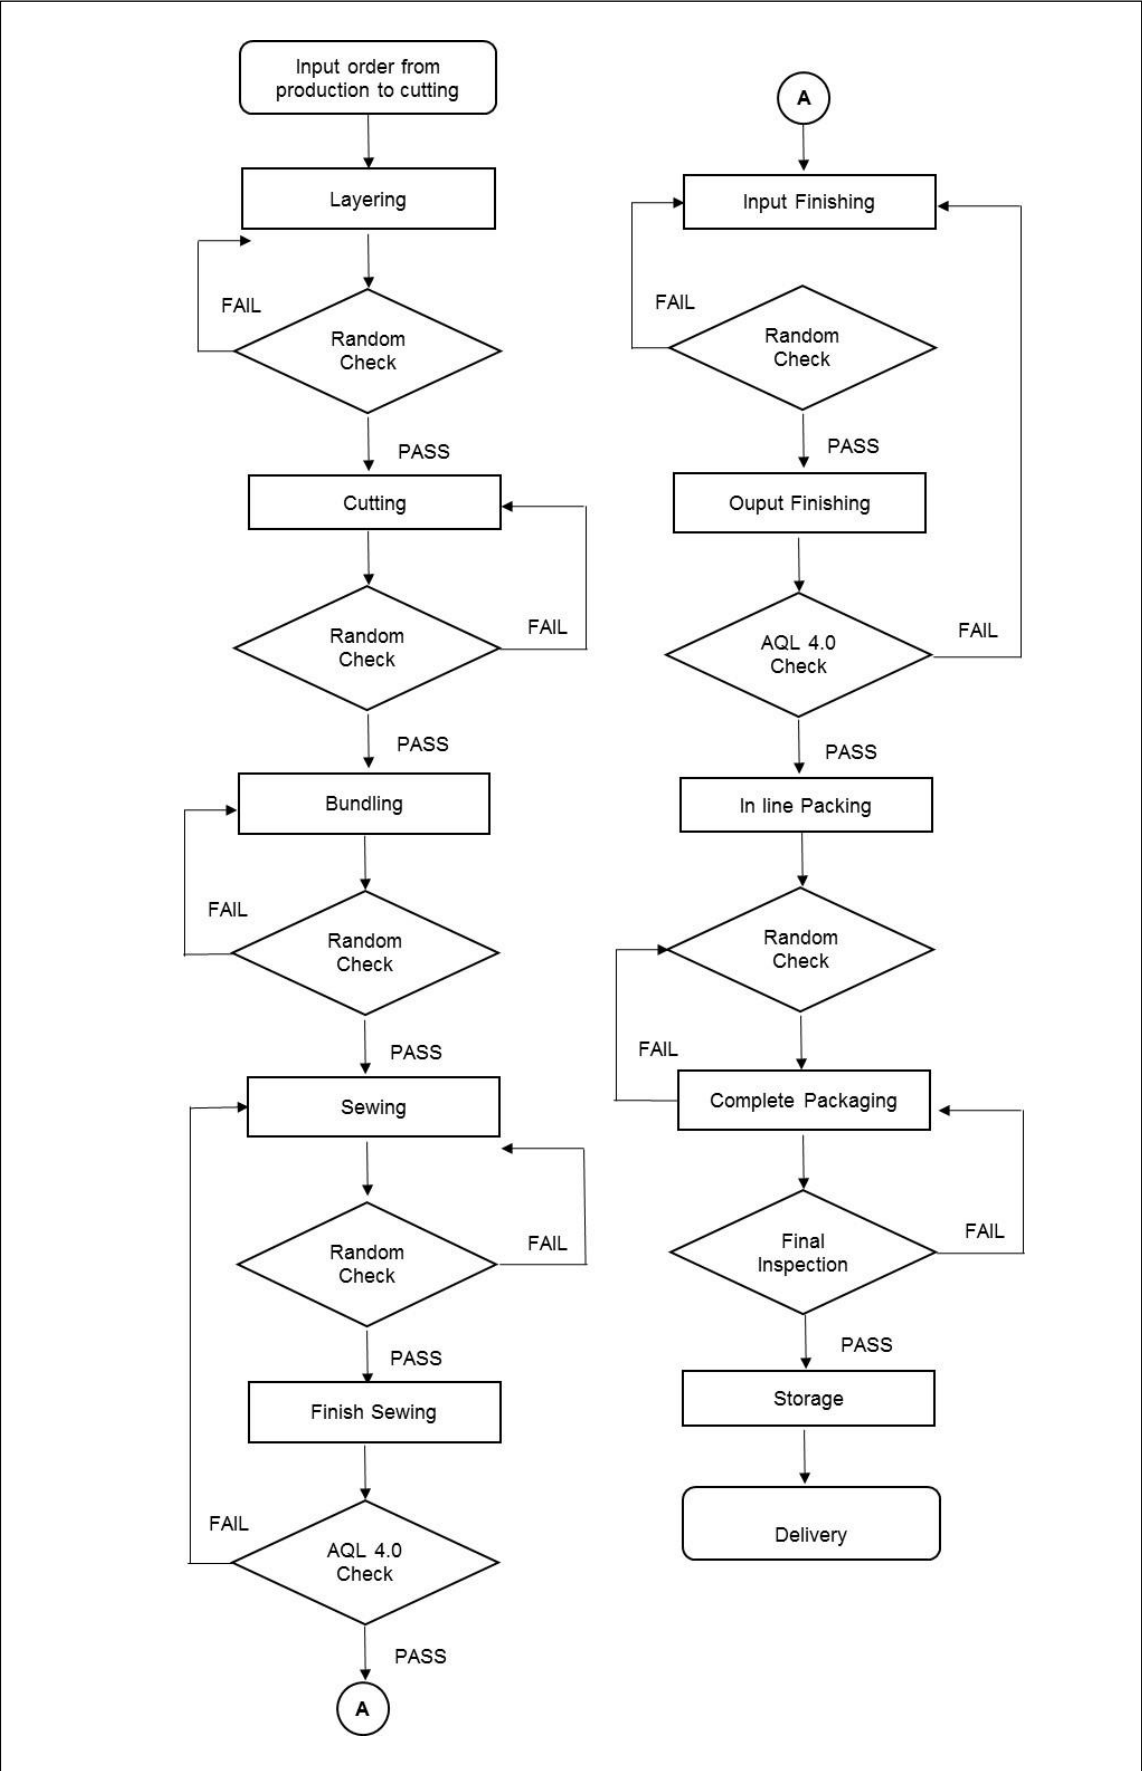 Input order from
production to cutting
Layering
FAIL
Random
Check
PASS
Cutting
Random
Check
FAIL
PASS
Bundling
FAIL
Random
Check
PASS
Sewing
Random
Check
FAIL
PASS
Finish Sewing
FAIL
AQL 4.0
Check
PASS
A
A
Input Finishing
FAIL
Random
Check
PASS
Ouput Finishing
AQL 4.0
Check
FAIL
PASS
In line Packing
Random
Check
FAIL
Complete Packaging
Final
Inspection
FAIL
PASS
Storage
Delivery